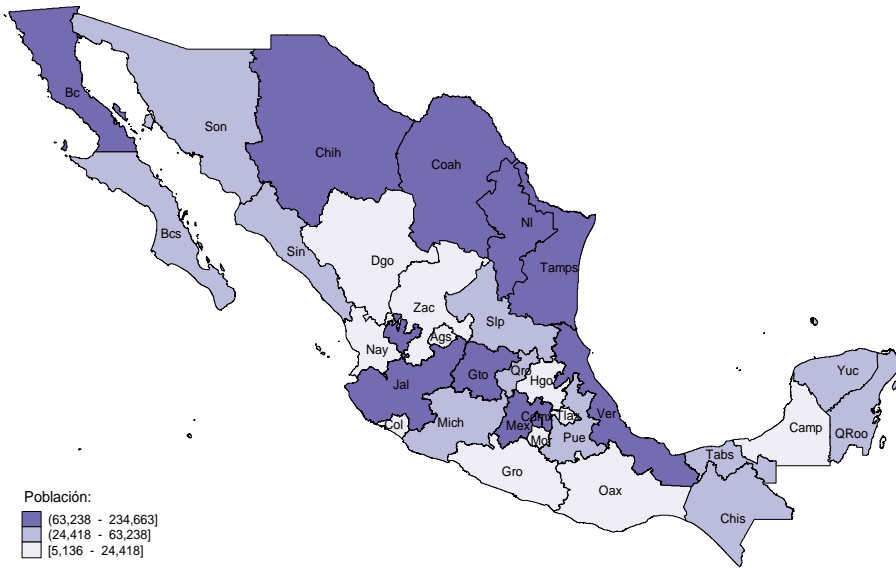 Bc
Son
Chih
Coah
Nl
Bcs
Sin
Dgo
Tamps
Zac
Slp
Ags
Nay
Qro
Yuc
Gto
Hgo
Jal
Ver
Cdmx
Tlax
Col
Mich
Mex
Camp
QRoo
Mor
Pue
Tabs
Gro
Oax
Chis
Población:
(63,238 - 234,663]
(24,418 - 63,238]
[5,136 - 24,418]